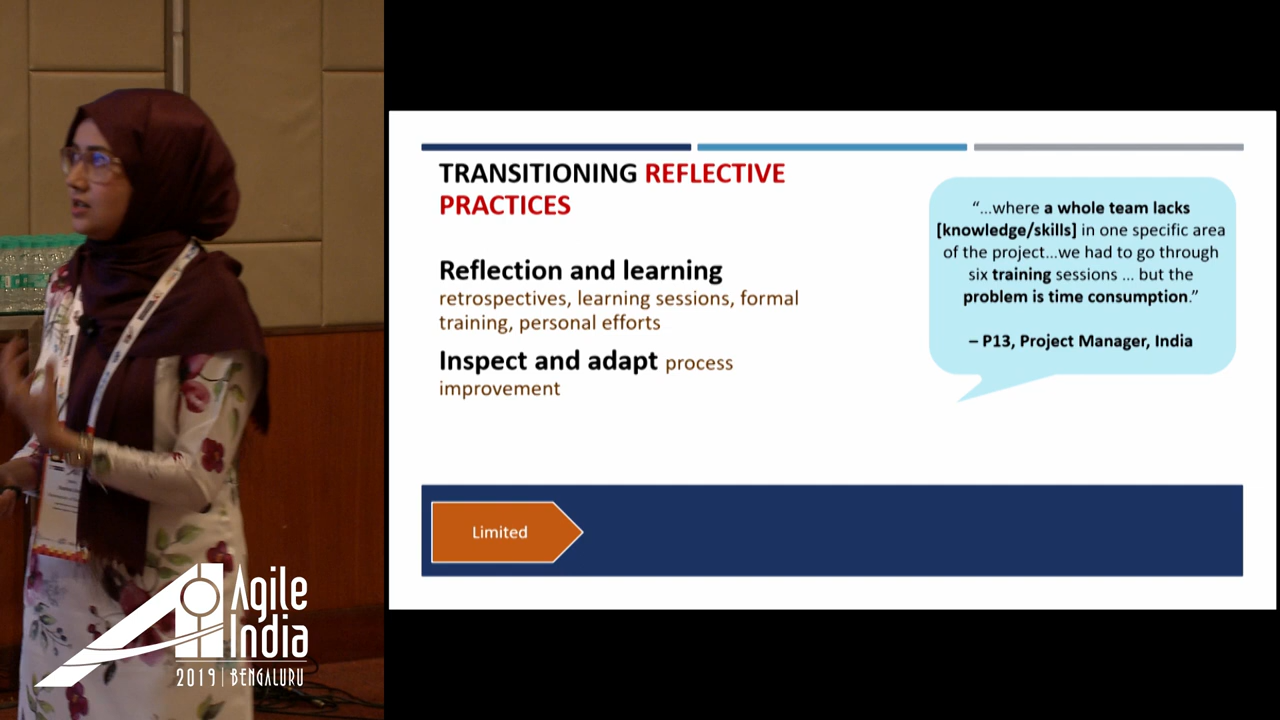 TRANSITIONING REFLECTIVE
PRACTICES
Reflection and learning
retrospectives, learning sessions, formal
training, personal efforts
Inspect and adapt process
improvement
“...where a whole team lacks
[knowledge/skills] in one specific area
of the project...we had to go through
six training sessions ... but the
problem is time consumption.”
– P13, Project Manager, India
Limited
Agile
India
2019 | BENGALURU